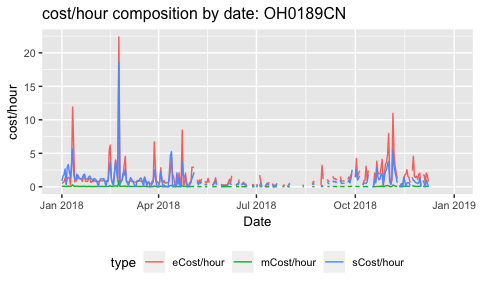 cost/hour composition by date: OH0189CN
cost/hour
20
15
10
5
0
Jan 2018 Apr 2018 Jul 2018 Oct 2018 Jan 2019
Date
type eCost/hour mCost/hour sCost/hour